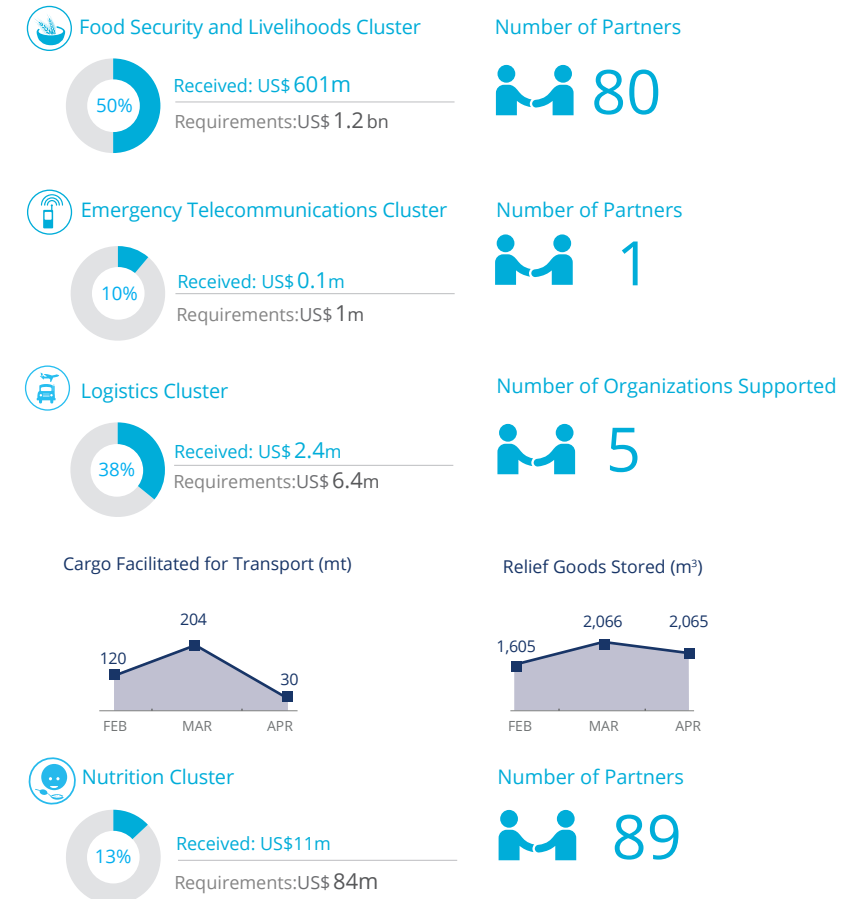 Food Security and Livelihoods Cluster
Number of Partners
50%
Received: US$ 601m
Requirements:US$ 1.2 bn
80
Emergency Telecommunications Cluster
Number of Partners
10%
Received: US$ 0.1m
Requirements:US$ 1m
1
Logistics Cluster
Number of Organizations Supported
38%
Received: US$ 2.4m
Requirements:US$ 6.4m
5
Cargo Facilitated for Transport (mt)
120
204
30
FEB MAR APR
Relief Goods Stored (m³)
1,605
2,066
2,065
FEB MAR APR
Nutrition Cluster
Number of Partners
13%
Received: US$11m
Requirements:US$ 84m
89